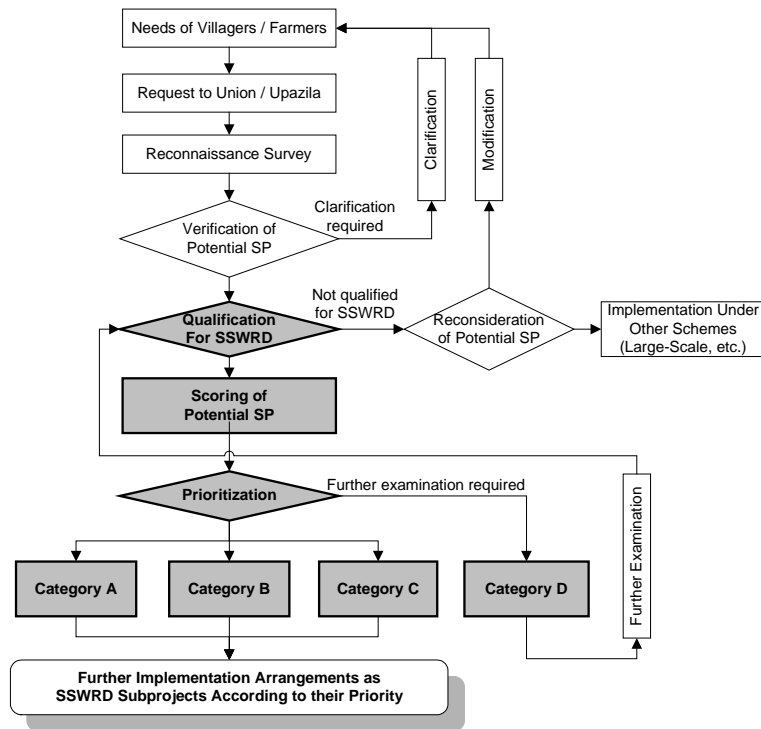 Needs of Villagers / Farmers
Request to Union / Upazila
Reconnaissance Survey
Clarification
Modification
Clarification
required
Verification of
Potential SP
Not qualified
for SSWRD
Qualification
For SSWRD
Reconsideration
of Potential SP
Implementation Under
Other Schemes
(Large-Scale, etc.)
Scoring of
Potential SP
Prioritization
Further examination required
Further Examination
Category A
Category B
Category C
Category D
Further Implementation Arrangements as
SSWRD Subprojects According to their Priority